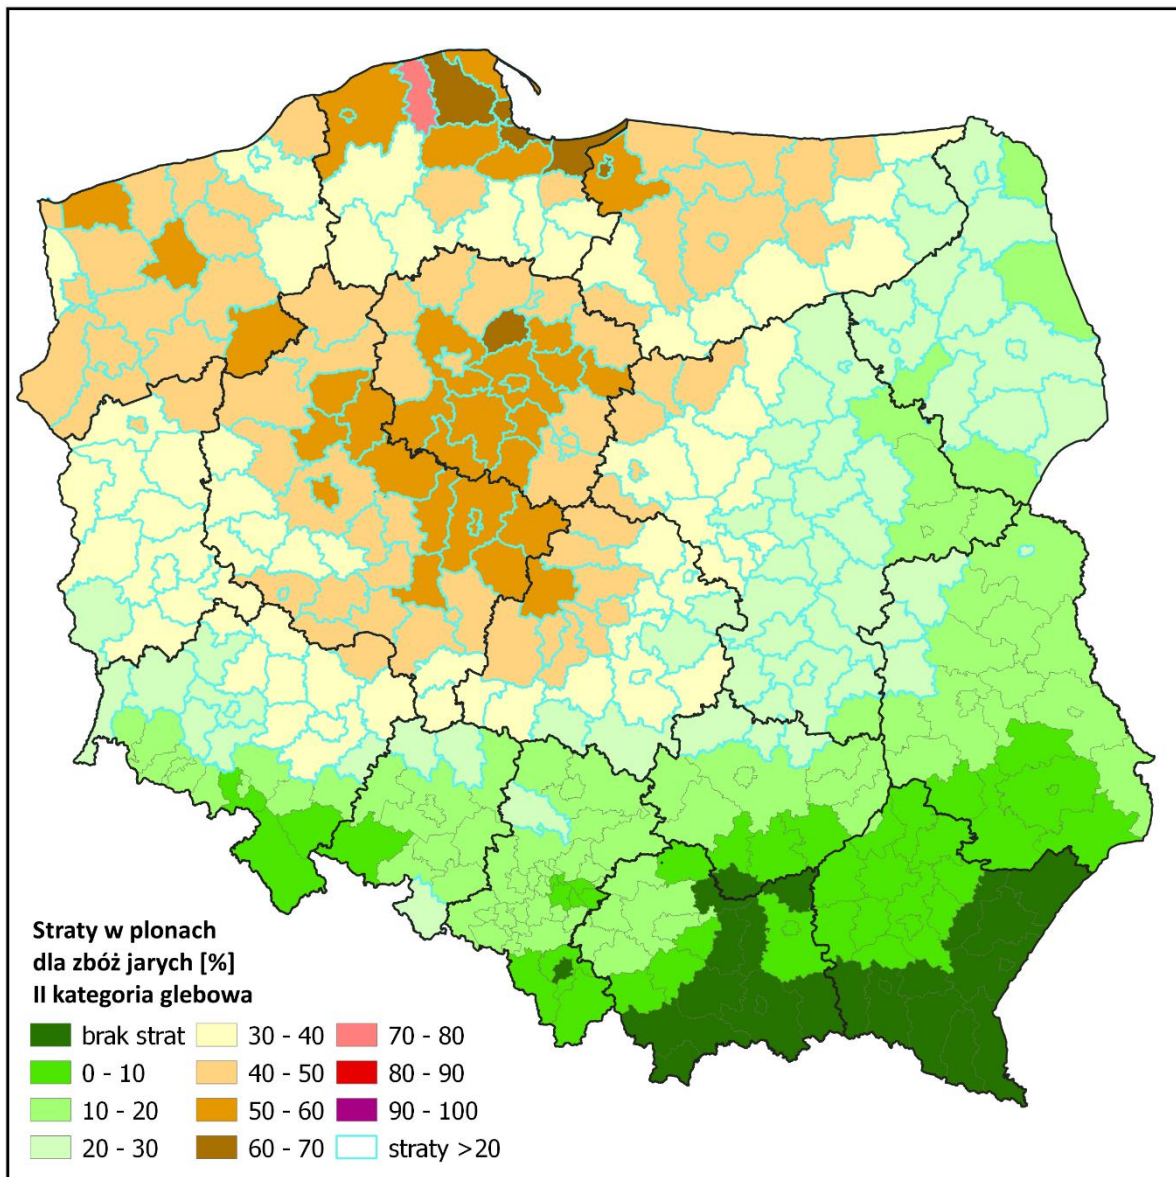 Straty w plonach
dla zbóż jarych [%]
II kategoria glebowa
brak strat
0 - 10
10 - 20
20 - 30
30 - 40
40 - 50
50 - 60
60 - 70
70 - 80
80 - 90
90 - 100
straty >20